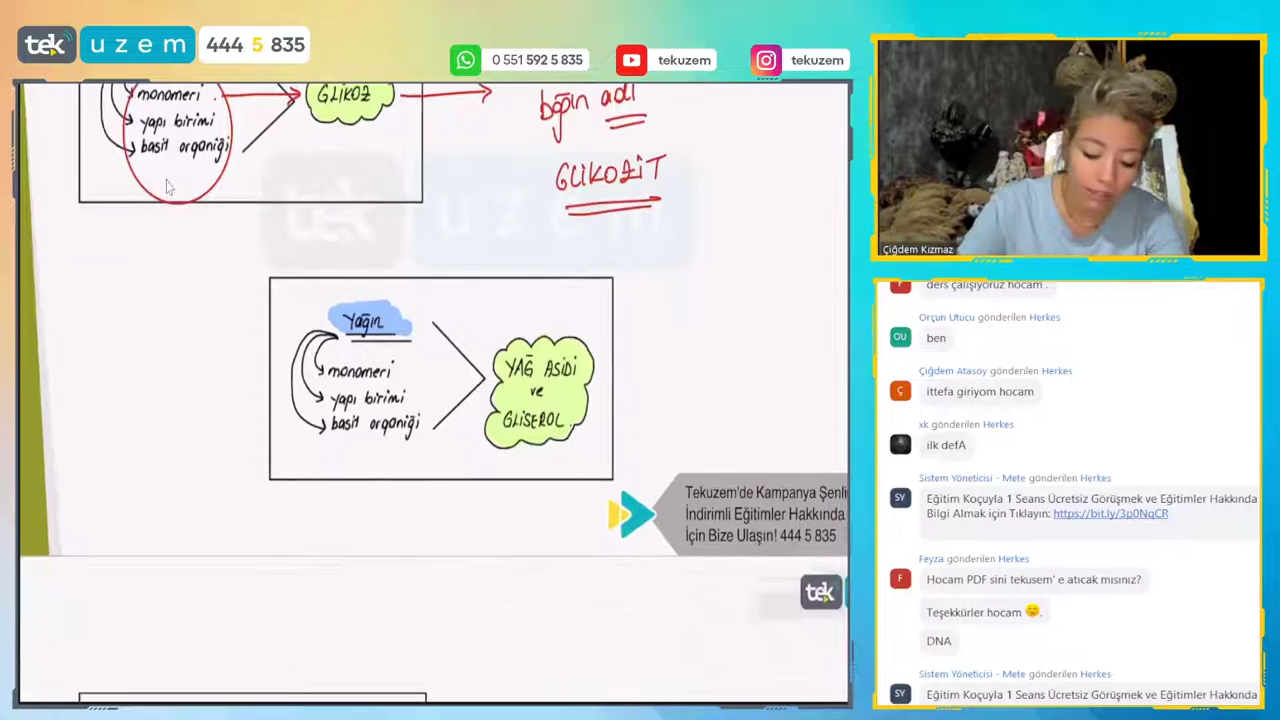 tek uzem 444 5 835
0 551 592 5 835
tekuzem
tekuzem
monomeri
yapı birimi
basit organiği
GLİKOZ
bağın adı
GLİKOZİT
uzem
Yağın
monomeri
yapı birimi
basit organiği
YAĞ ASİDİ
ve
GLİSEROL
Tekuzem'de Kampanya Şenli
İndirimli Eğitimler Hakkında
İçin Bize Ulaşın! 444 5 835
tek
Çiğdem Kızmaz
F
ders çalışıyoruz hocam .
Orçun Utucu gönderilen Herkes
OU
ben
Çiğdem Atasoy gönderilen Herkes
Ç
ittefa giriyom hocam
xk gönderilen Herkes
ilk defA
Sistem Yöneticisi - Mete gönderilen Herkes
SY
Eğitim Koçuyla 1 Seans Ücretsiz Görüşmek ve Eğitimler Hakkında
Bilgi Almak için Tıklayın: https://bit.ly/3p0NqCR
Feyza gönderilen Herkes
F
Hocam PDF sini tekusem' e atıcak mısınız?
Teşekkürler hocam 😊.
DNA
Sistem Yöneticisi - Mete gönderilen Herkes
SY
Eğitim Koçuyla 1 Seans Ücretsiz Görüşmek ve Eğitimler Hakkında